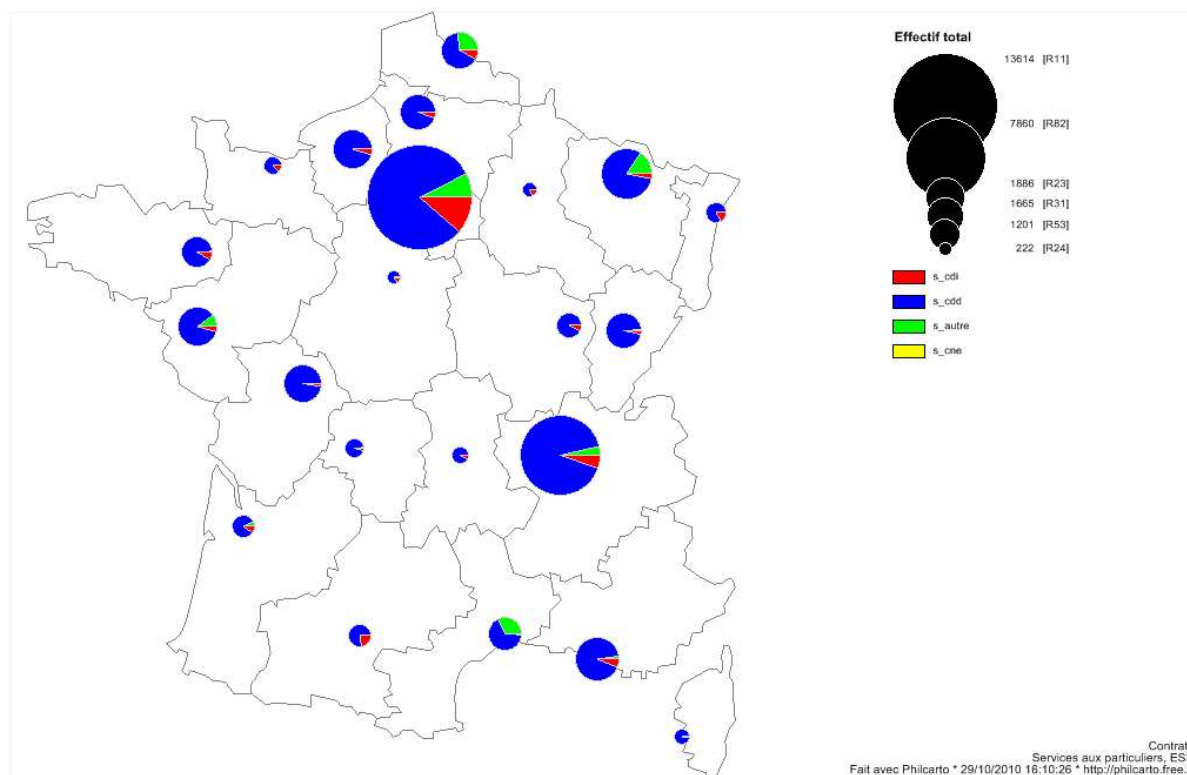 Effectif total
13614 [R11]
7860 [R82]
1886 [R23]
1665 [R31]
1201 [R53]
222 [R24]
s_cdi
s_cdd
s_autre
s_cne
Contrat
Services aux particuliers, ES
Fait avec Philcarto * 29/10/2010 16:10:26 * http://philcarto.free.